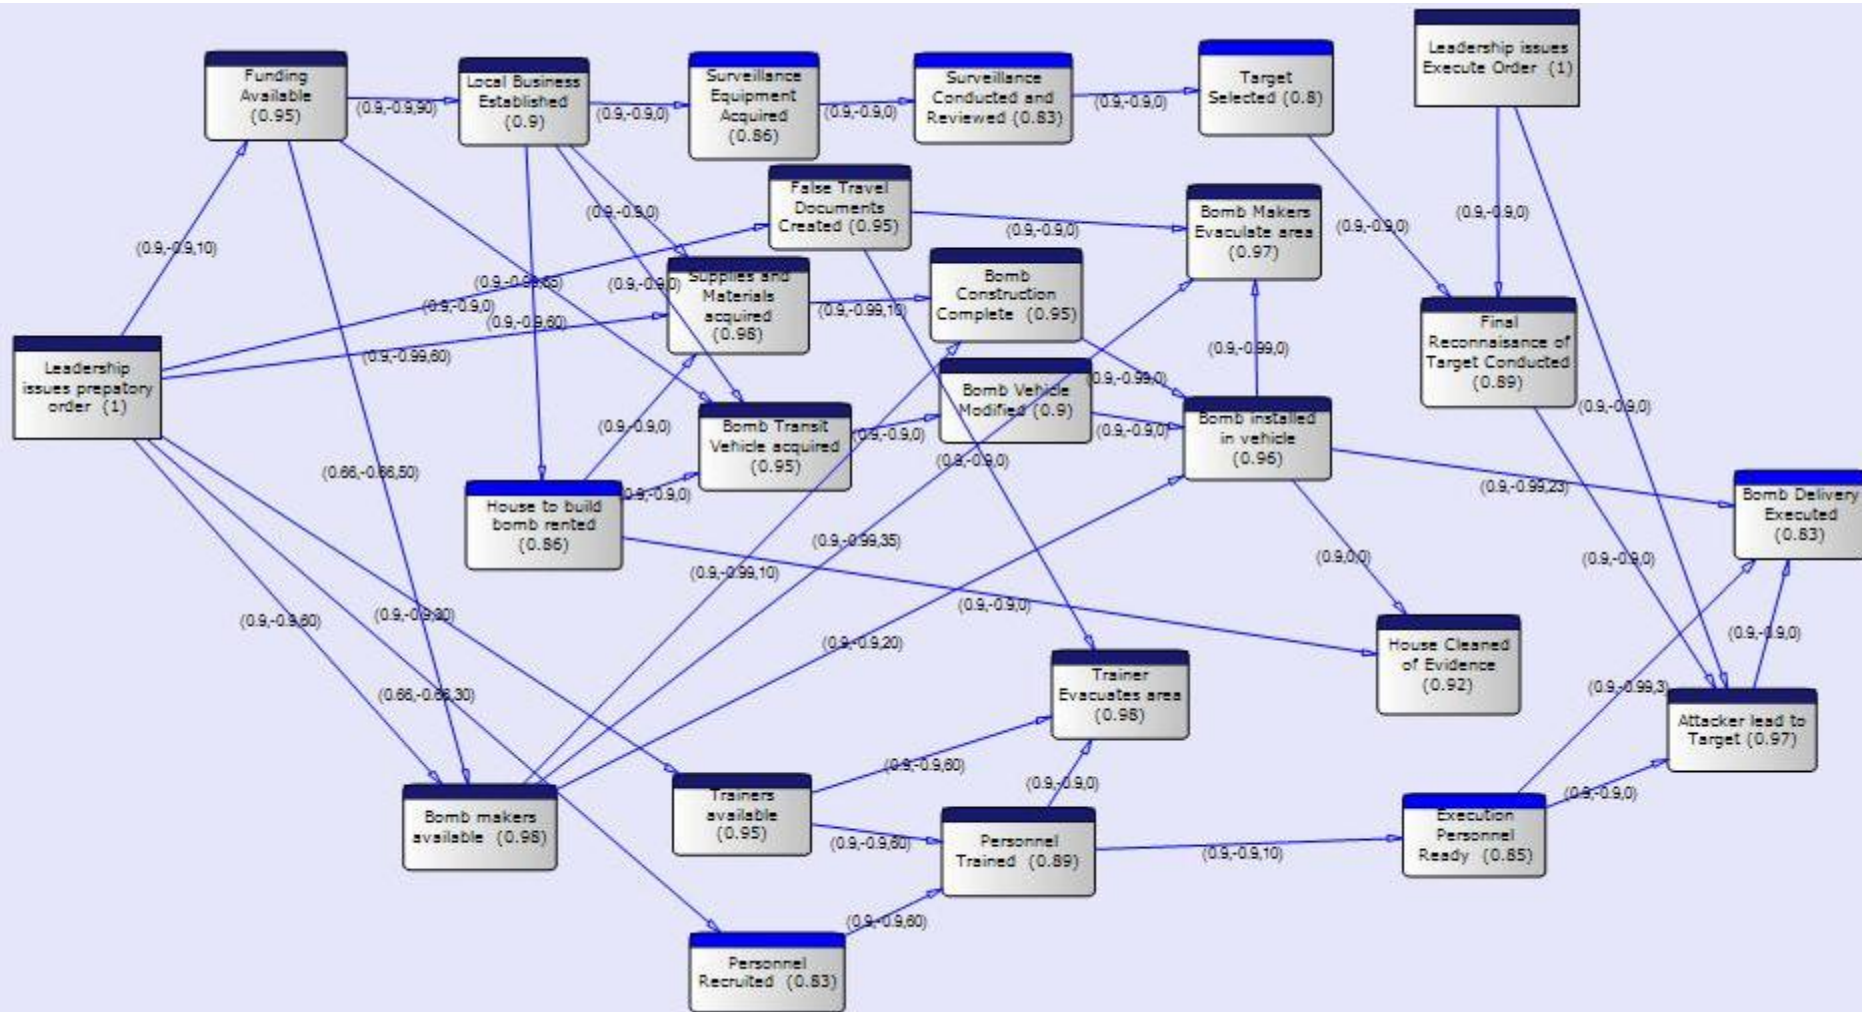 Leadership issues
Execute Order (1)
Funding
Available
(0.95)
Local Business
Established
(0.9)
Surveillance
Equipment
Acquired
(0.86)
Surveillance
Conducted and
Reviewed (0.83)
Target
Selected (0.8)
(0.9,-0.9,90)
(0.9,-0.9,0)
(0.9,-0.9,0)
(0.9,-0.9,0)
False Travel
Documents
Created (0.95)
Bomb Makers
Evaculate area
(0.97)
(0.9,-0.9,0)
(0.9,-0.9,0)
(0.9,-0.9,0)
(0.9,-0.9,0)
(0.9,-0.9,10)
Supplies and
Materials
acquired
(0.98)
Bomb
Construction
Complete (0.95)
Final
Reconnaisance of
Target Conducted
(0.89)
(0.9,-0.9,0)
(0.9,-0.9,0)
(0.9,-0.9,60)
(0.9,-0.99,10)
(0.9,-0.99,0)
(0.9,-0.99,60)
Leadership
issues prepatory
order (1)
Bomb Vehicle
Modified (0.9)
(0.9,-0.99,0)
(0.9,-0.9,0)
Bomb Transit
Vehicle acquired
(0.95)
Bomb installed
in vehicle
(0.96)
(0.9,-0.9,0)
(0.9,-0.9,0)
(0.9,-0.9,0)
(0.9,-0.9,0)
(0.66,-0.66,50)
(0.9,-0.99,23)
House to build
bomb rented
(0.86)
Bomb Delivery
Executed
(0.83)
(0.9,-0.99,35)
(0.9,0,0)
(0.9,-0.9,0)
(0.9,-0.99,10)
(0.9,-0.9,0)
(0.9,-0.9,60)
(0.9,-0.9,20)
(0.9,-0.9,0)
House Cleaned
of Evidence
(0.92)
Trainer
Evacuates area
(0.98)
(0.9,-0.99,3)
Attacker lead to
Target (0.97)
(0.9,-0.9,60)
(0.9,-0.9,0)
(0.9,-0.9,0)
Bomb makers
available (0.98)
Trainers
available
(0.95)
(0.9,-0.9,60)
Personnel
Trained (0.89)
(0.9,-0.9,10)
Execution
Personnel
Ready (0.85)
(0.9,-0.9,60)
Personnel
Recruited (0.83)